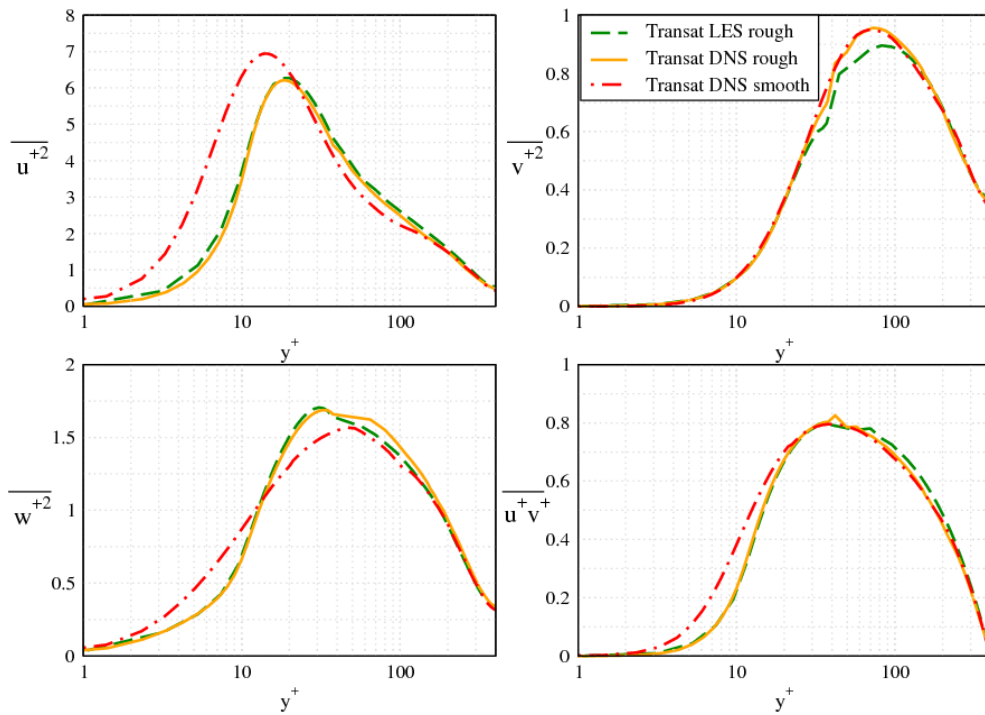 8
7
6
5
4
3
2
1
0
u⁺²
1 10 100
y⁺
1
0.8
0.6
0.4
0.2
0
v⁺²
Transat LES rough
Transat DNS rough
Transat DNS smooth
1 10 100
y⁺
2
1.5
1
0.5
0
w⁺²
1 10 100
y⁺
1
0.8
0.6
0.4
0.2
0
u⁺v⁺
1 10 100
y⁺